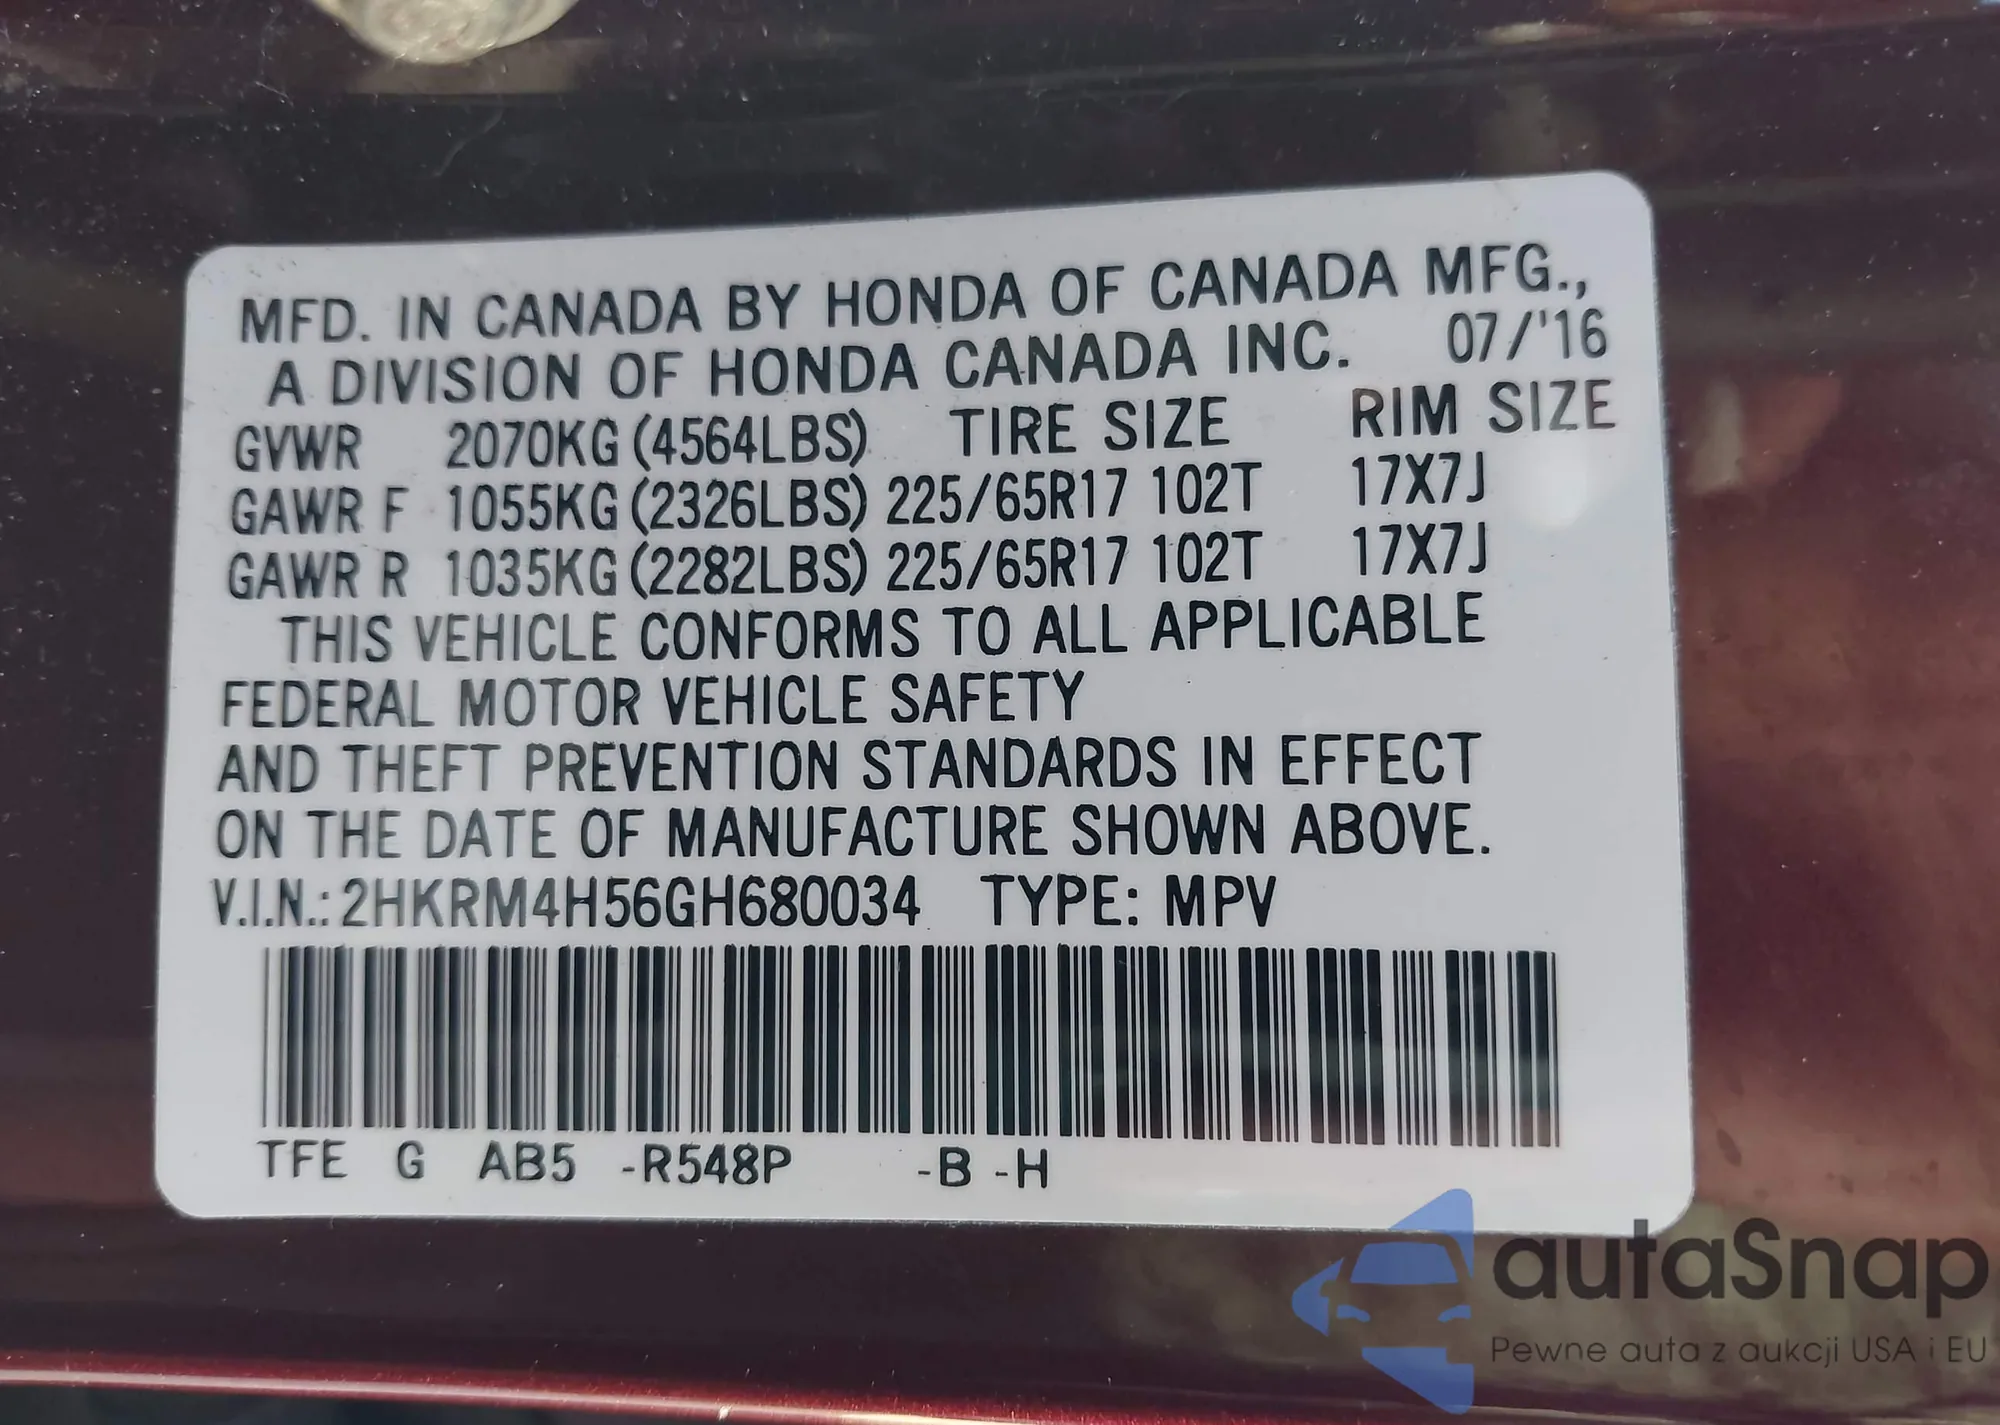 MFD. IN CANADA BY HONDA OF CANADA MFG.,
A DIVISION OF HONDA CANADA INC. 07/'16
GVWR 2070KG (4564LBS) TIRE SIZE RIM SIZE
GAWR F 1055KG (2326LBS) 225/65R17 102T 17X7J
GAWR R 1035KG (2282LBS) 225/65R17 102T 17X7J
THIS VEHICLE CONFORMS TO ALL APPLICABLE
FEDERAL MOTOR VEHICLE SAFETY
AND THEFT PREVENTION STANDARDS IN EFFECT
ON THE DATE OF MANUFACTURE SHOWN ABOVE.
V.I.N.: 2HKRM4H56GH680034 TYPE: MPV
TFE G AB5 -R548P -B -H
autaSnap
Pewne auta z aukcji USA i EU